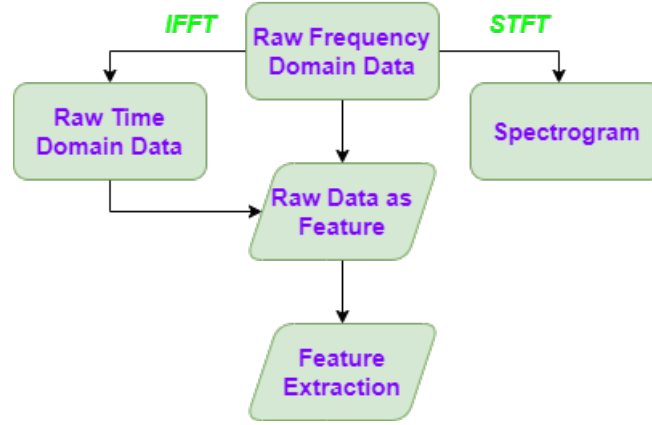 IFFT
Raw Frequency
Domain Data
STFT
Raw Time
Domain Data
Spectrogram
Raw Data as
Feature
Feature
Extraction